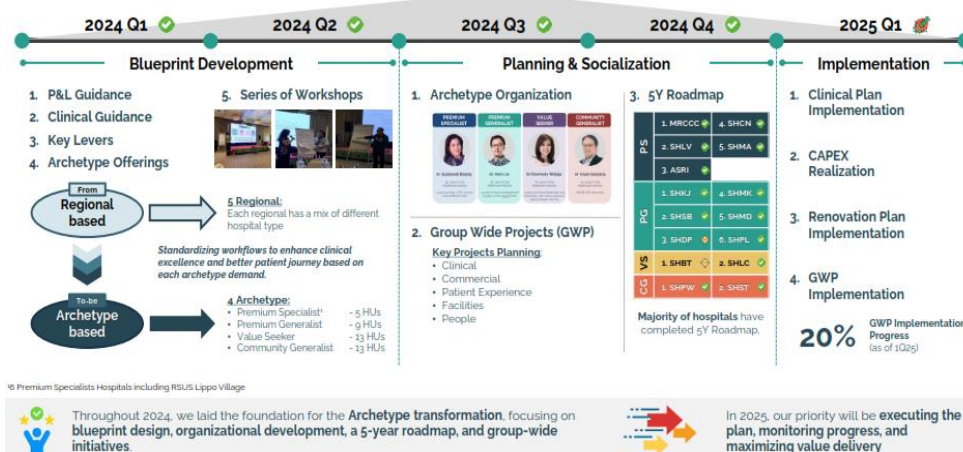 2024 Q1
2024 Q2
2024 Q3
2024 Q4
2025 Q1
Blueprint Development
Planning & Socialization
Implementation
1. P&L Guidance
2. Clinical Guidance
3. Key Levers
4. Archetype Offerings
5. Series of Workshops
From
Regional
based
5 Regional:
Each regional has a mix of different
hospital type
Standardizing workflows to enhance clinical
excellence and better patient journey based on
each archetype demand.
To-be
Archetype
based
4 Archetype:
• Premium Specialist¹ - 5 HUs
• Premium Generalist - 9 HUs
• Value Seeker - 13 HUs
• Community Generalist - 13 HUs
1. Archetype Organization
PREMIUM
SPECIALIST
PREMIUM
GENERALIST
VALUE
SEEKER
COMMUNITY
GENERALIST
2. Group Wide Projects (GWP)
Key Projects Planning:
• Clinical
• Commercial
• Patient Experience
• Facilities
• People
3. 5Y Roadmap
PS
1. MRCCC
4. SHCN
2. SHLV
5. SHMA
3. ASRI
PG
1. SHKJ
4. SHMK
2. SHSB
5. SHMD
3. SHDP
6. SHPL
VS
1. SHBT
2. SHLC
CG
1. SHPW
2. SHST
Majority of hospitals have
completed 5Y Roadmap.
1. Clinical Plan
Implementation
2. CAPEX
Realization
3. Renovation Plan
Implementation
4. GWP
Implementation
20%
GWP Implementation
Progress
(as of 1Q25)
¹6 Premium Specialists Hospitals including RSUS Lippo Village
Throughout 2024, we laid the foundation for the Archetype transformation, focusing on
blueprint design, organizational development, a 5-year roadmap, and group-wide
initiatives.
In 2025, our priority will be executing the
plan, monitoring progress, and
maximizing value delivery